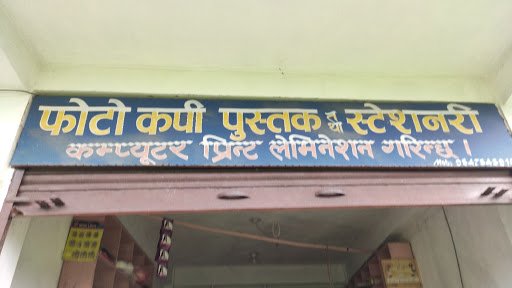 फोटो कपी पुस्तक तथा स्टेशनरी
कम्प्यूटर प्रिन्ट लेमिनेशन गरिन्छ ।